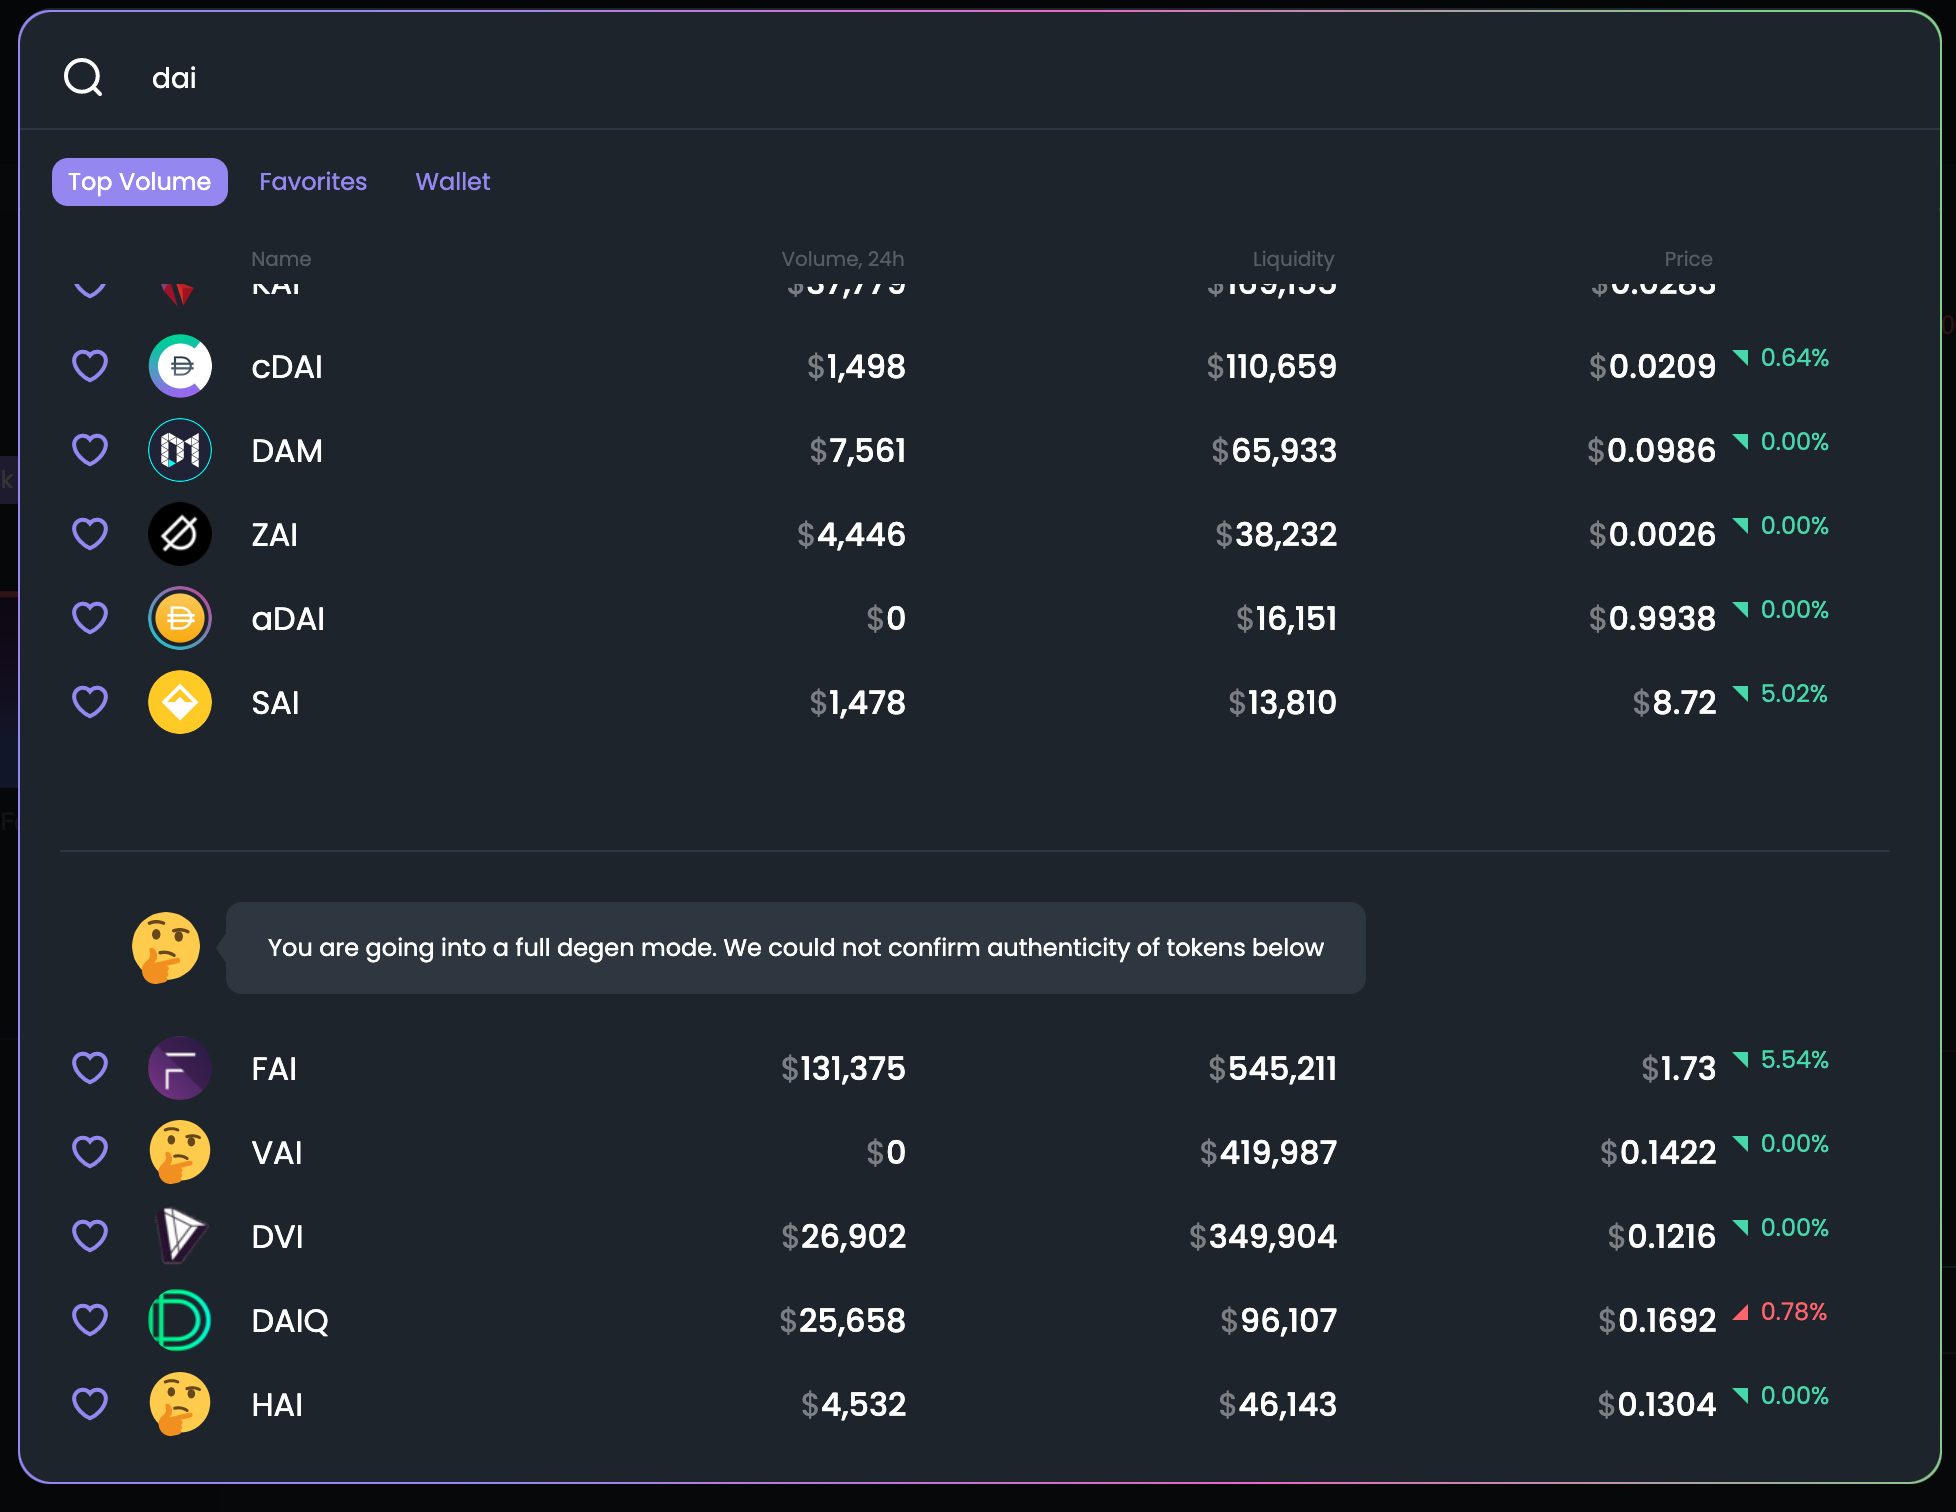 dai
Top Volume Favorites Wallet
Name Volume, 24h Liquidity Price
KAI $37,779 $169,155 $0.0283
cDAI $1,498 $110,659 $0.0209 0.64%
DAM $7,561 $65,933 $0.0986 0.00%
ZAI $4,446 $38,232 $0.0026 0.00%
aDAI $0 $16,151 $0.9938 0.00%
SAI $1,478 $13,810 $8.72 5.02%
You are going into a full degen mode. We could not confirm authenticity of tokens below
FAI $131,375 $545,211 $1.73 5.54%
VAI $0 $419,987 $0.1422 0.00%
DVI $26,902 $349,904 $0.1216 0.00%
DAIQ $25,658 $96,107 $0.1692 0.78%
HAI $4,532 $46,143 $0.1304 0.00%